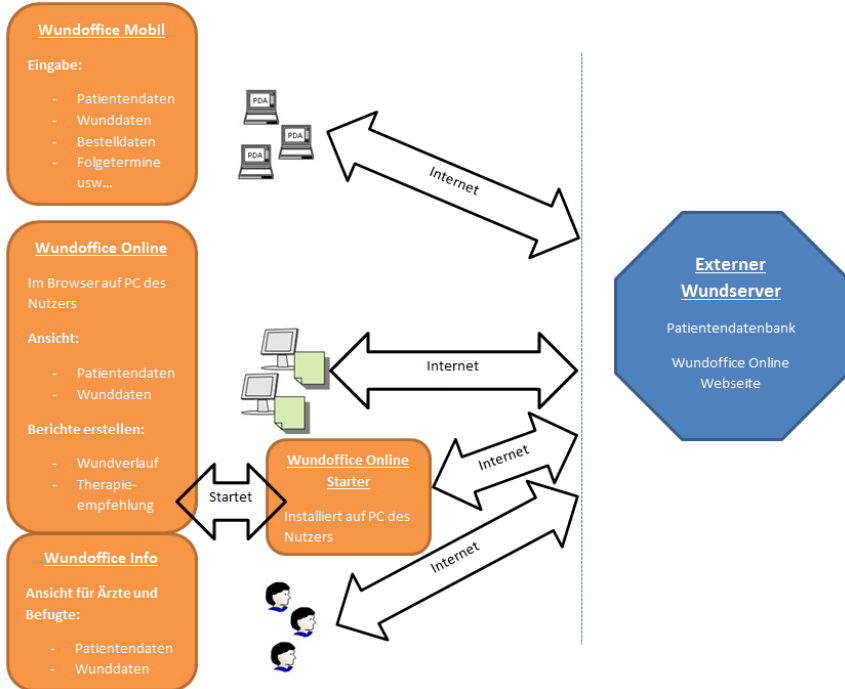 Wundoffice Mobil
Eingabe:
- Patientendaten
- Wunddaten
- Bestelldaten
- Folgetermine
usw...
PDA
PDA
PDA
Internet
Wundoffice Online
Im Browser auf PC des
Nutzers
Ansicht:
- Patientendaten
- Wunddaten
Berichte erstellen:
- Wundverlauf
- Therapie-
empfehlung
Internet
Startet
Wundoffice Online
Starter
Installiert auf PC des
Nutzers
Internet
Internet
Wundoffice Info
Ansicht für Ärzte und
Befugte:
- Patientendaten
- Wunddaten
Externer
Wundserver
Patientendatenbank
Wundoffice Online
Webseite